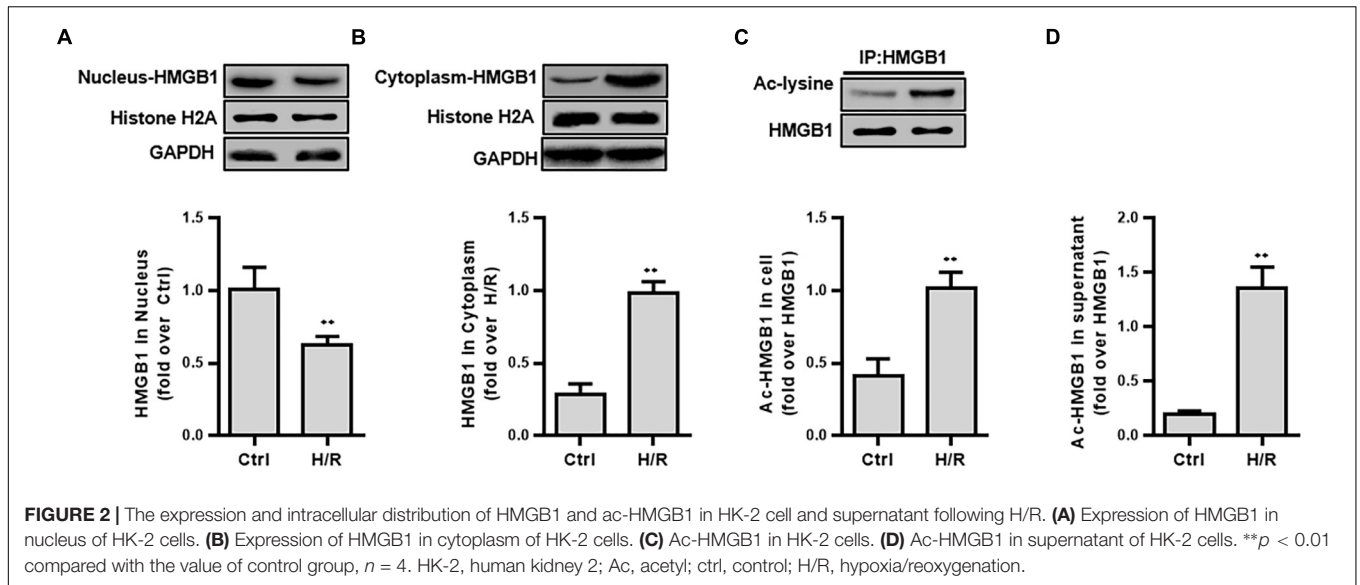 A
B
C
D
Nucleus-HMGB1
Histone H2A
GAPDH
Cytoplasm-HMGB1
Histone H2A
GAPDH
IP:HMGB1
Ac-lysine
HMGB1
HMGB1 in Nucleus
(fold over Ctrl)
1.5
1.0
0.5
0.0
**
Ctrl H/R
HMGB1 in Cytoplasm
(fold over H/R)
1.5
1.0
0.5
0.0
**
Ctrl H/R
Ac-HMGB1 in cell
(fold over HMGB1)
1.5
1.0
0.5
0.0
**
Ctrl H/R
Ac-HMGB1 in supernatant
(fold over HMGB1)
2.0
1.5
1.0
0.5
0.0
**
Ctrl H/R
FIGURE 2 | The expression and intracellular distribution of HMGB1 and ac-HMGB1 in HK-2 cell and supernatant following H/R. (A) Expression of HMGB1 in
nucleus of HK-2 cells. (B) Expression of HMGB1 in cytoplasm of HK-2 cells. (C) Ac-HMGB1 in HK-2 cells. (D) Ac-HMGB1 in supernatant of HK-2 cells. **p < 0.01
compared with the value of control group, n = 4. HK-2, human kidney 2; Ac, acetyl; ctrl, control; H/R, hypoxia/reoxygenation.